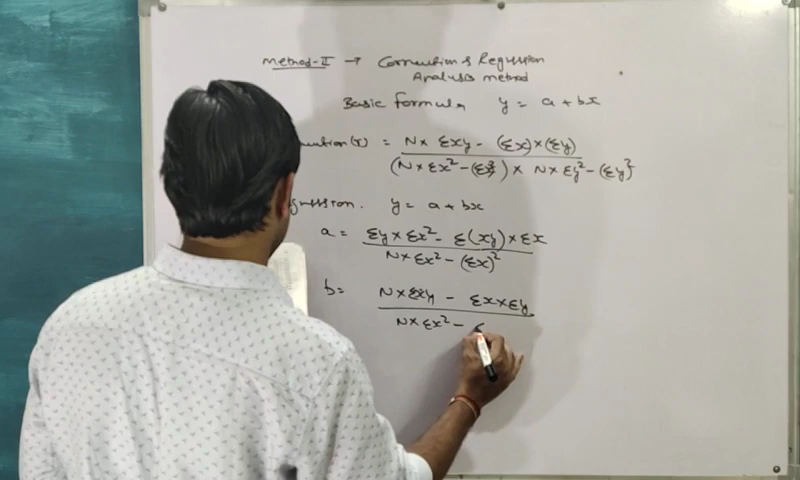 Method-II → Correlation & Regression
Analysis method
Basic Formula y = a + bx
(r) = N× Σxy - (Σx)×(Σy)
(N× Σx² - (Σx)²) × N× Σy² - (Σy)²
y = a + bx
a = Σy × Σx² - Σ(xy) × Σx
N× Σx² - (Σx)²
b = N×Σxy - Σx×Σy
N× Σx² -